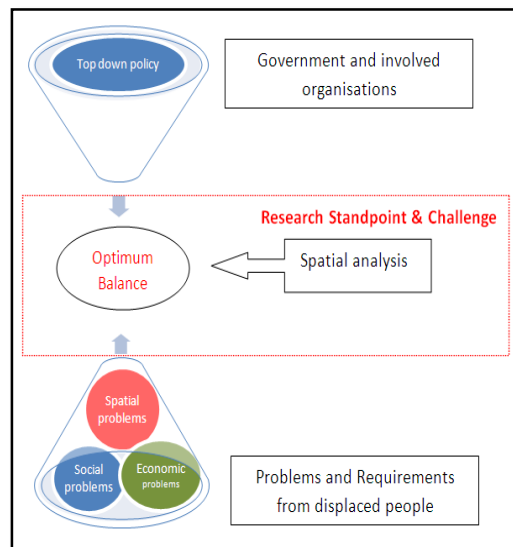 Top down policy
Government and involved
organisations
Research Standpoint & Challenge
Optimum
Balance
Spatial analysis
Spatial
problems
Social
problems
Economic
problems
Problems and Requirements
from displaced people